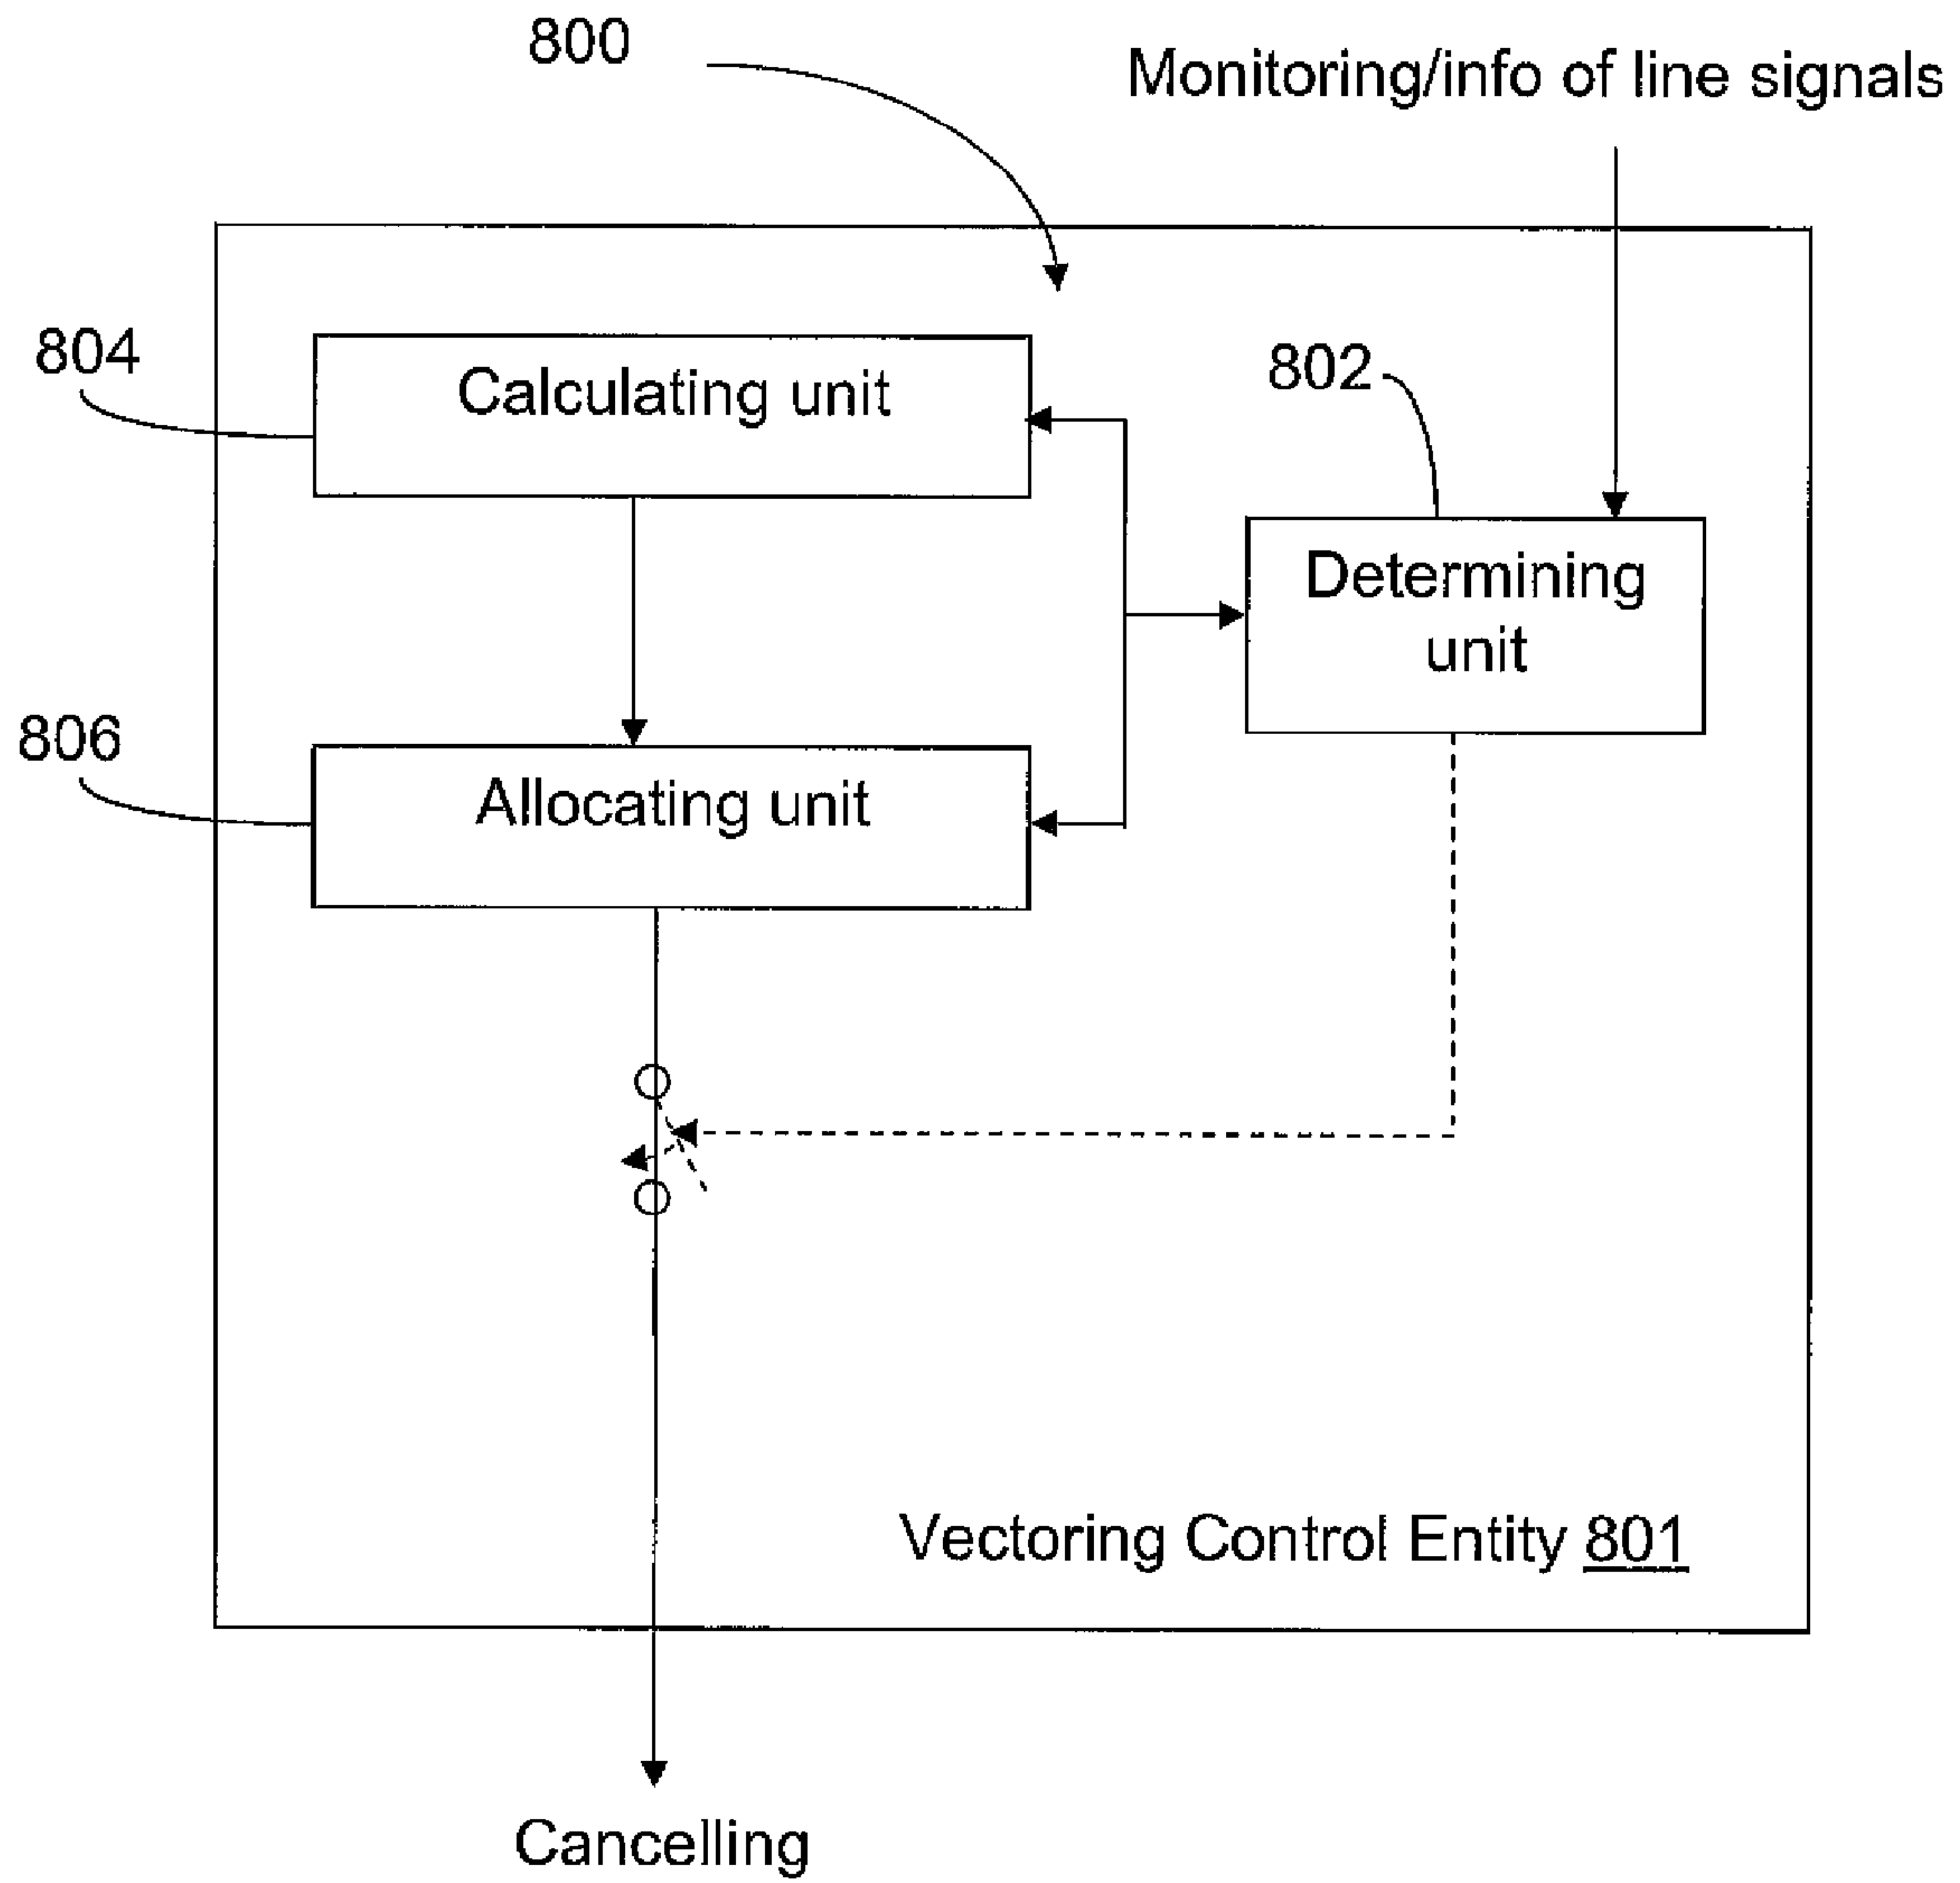 800
Monitoring/info of line signals
804
Calculating unit
802
Determining
unit
806
Allocating unit
Vectoring Control Entity 801
Cancelling